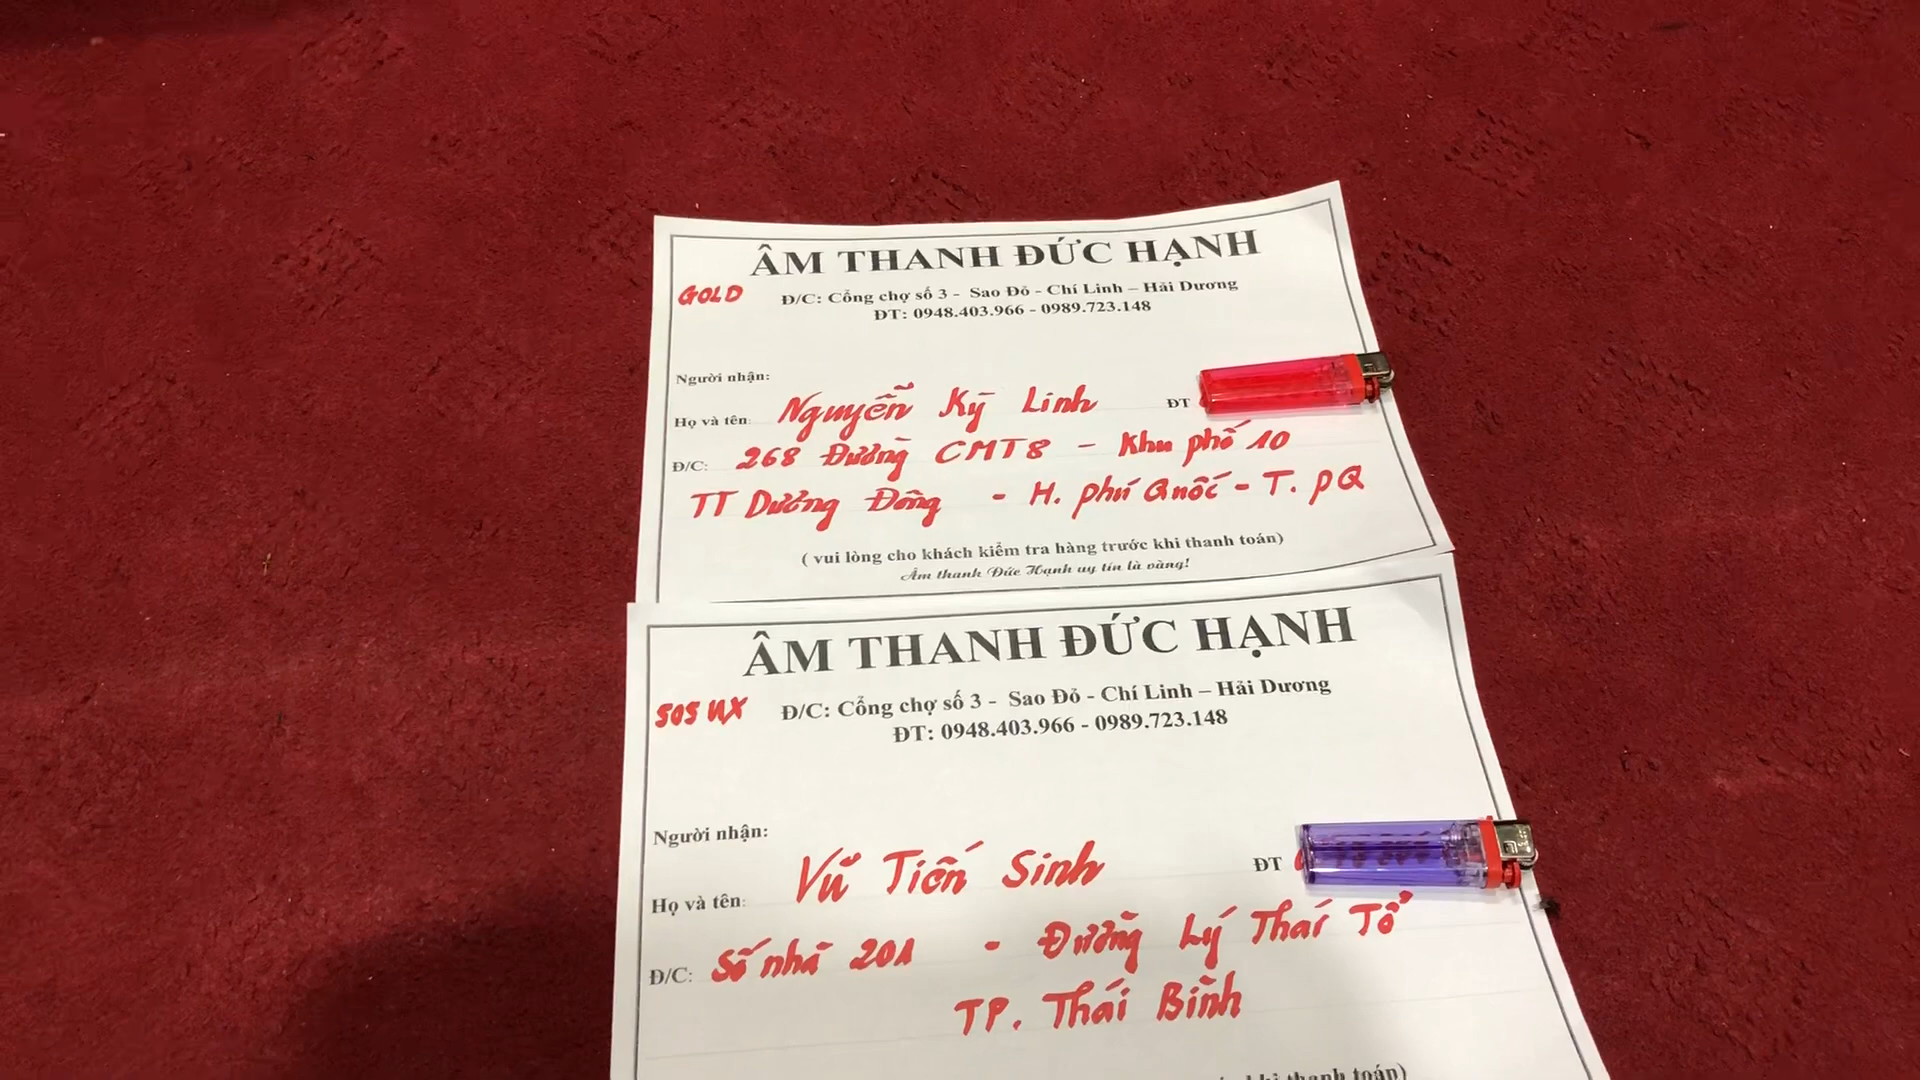 ÂM THANH ĐỨC HẠNH
GOLD
Đ/C: Cổng chợ số 3 - Sao Đỏ - Chí Linh – Hải Dương
ĐT: 0948.403.966 - 0989.723.148
Người nhận:
Họ và tên: Nguyễn Kỳ Linh ĐT
Đ/C: 268 Đường CMT8 - Khu phố 10
TT Dương Đông - H. Phú Quốc - T. PQ
( vui lòng cho khách kiểm tra hàng trước khi thanh toán)
Âm thanh Đức Hạnh uy tín là vàng!
ÂM THANH ĐỨC HẠNH
505 UX
Đ/C: Cổng chợ số 3 - Sao Đỏ - Chí Linh – Hải Dương
ĐT: 0948.403.966 - 0989.723.148
Người nhận:
Họ và tên: Vũ Tiến Sinh ĐT
Đ/C: Số nhà 20A - Đường Lý Thái Tổ
TP. Thái Bình
khi thanh toán)